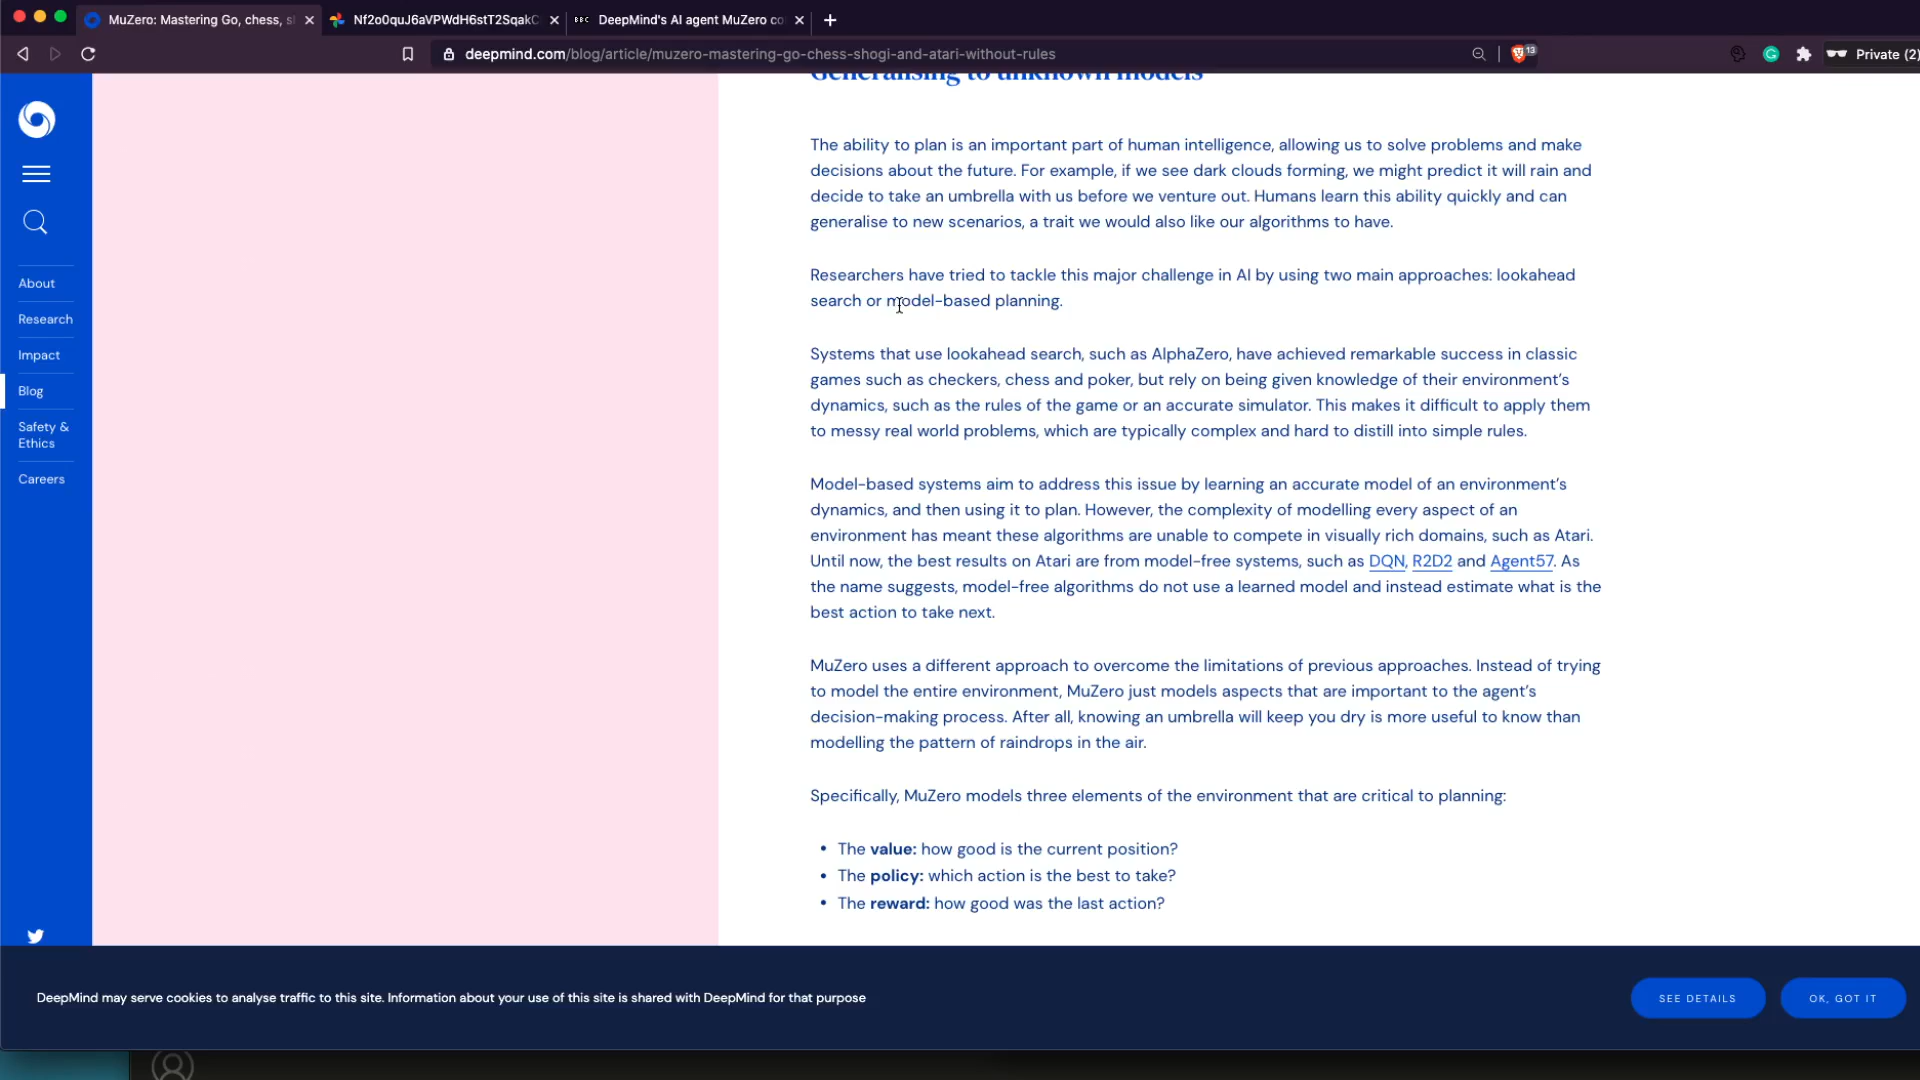 MuZero: Mastering Go, chess, s
Nf2o0quJ6aVPWdH6stT2SqakC
BBC DeepMind's AI agent MuZero co
deepmind.com/blog/article/muzero-mastering-go-chess-shogi-and-atari-without-rules
13
Private (2)
Generalising to unknown models
About
Research
Impact
Blog
Safety &
Ethics
Careers
The ability to plan is an important part of human intelligence, allowing us to solve problems and make
decisions about the future. For example, if we see dark clouds forming, we might predict it will rain and
decide to take an umbrella with us before we venture out. Humans learn this ability quickly and can
generalise to new scenarios, a trait we would also like our algorithms to have.
Researchers have tried to tackle this major challenge in AI by using two main approaches: lookahead
search or model-based planning.
Systems that use lookahead search, such as AlphaZero, have achieved remarkable success in classic
games such as checkers, chess and poker, but rely on being given knowledge of their environment’s
dynamics, such as the rules of the game or an accurate simulator. This makes it difficult to apply them
to messy real world problems, which are typically complex and hard to distill into simple rules.
Model-based systems aim to address this issue by learning an accurate model of an environment’s
dynamics, and then using it to plan. However, the complexity of modelling every aspect of an
environment has meant these algorithms are unable to compete in visually rich domains, such as Atari.
Until now, the best results on Atari are from model-free systems, such as DQN, R2D2 and Agent57. As
the name suggests, model-free algorithms do not use a learned model and instead estimate what is the
best action to take next.
MuZero uses a different approach to overcome the limitations of previous approaches. Instead of trying
to model the entire environment, MuZero just models aspects that are important to the agent’s
decision-making process. After all, knowing an umbrella will keep you dry is more useful to know than
modelling the pattern of raindrops in the air.
Specifically, MuZero models three elements of the environment that are critical to planning:
• The value: how good is the current position?
• The policy: which action is the best to take?
• The reward: how good was the last action?
DeepMind may serve cookies to analyse traffic to this site. Information about your use of this site is shared with DeepMind for that purpose
SEE DETAILS
OK, GOT IT